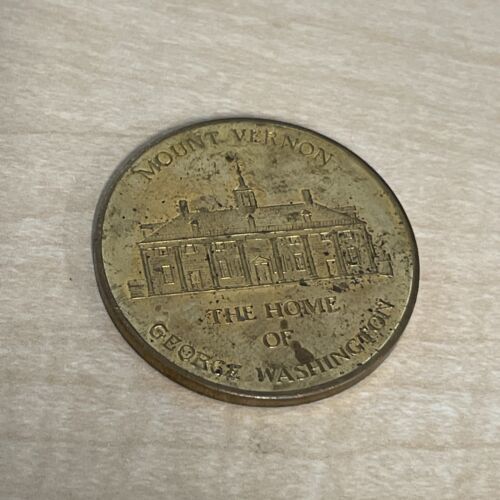 MOUNT VERNON
THE HOME
OF
GEORGE WASHINGTON